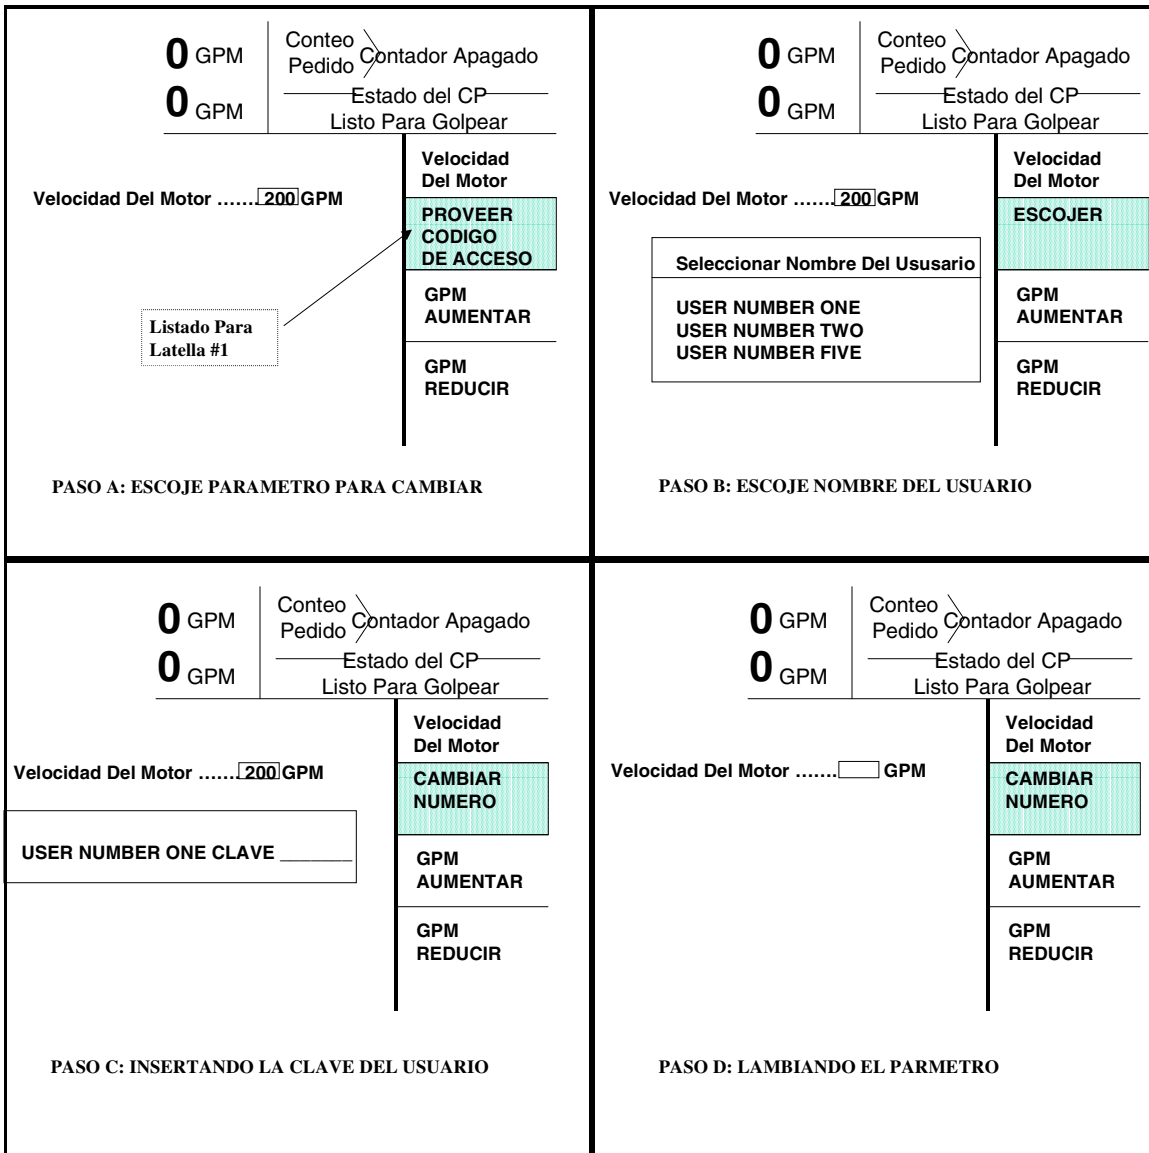 0 GPM
Conteo
Pedido
Contador Apagado
0 GPM
Estado del CP
Listo Para Golpear
Velocidad
Del Motor
Velocidad Del Motor ....... 200 GPM
PROVEER
CODIGO
DE ACCESO
Listado Para
Latella #1
GPM
AUMENTAR
GPM
REDUCIR
PASO A: ESCOJE PARAMETRO PARA CAMBIAR
0 GPM
Conteo
Pedido
Contador Apagado
0 GPM
Estado del CP
Listo Para Golpear
Velocidad
Del Motor
Velocidad Del Motor ....... 200 GPM
ESCOJER
Seleccionar Nombre Del Ususario
USER NUMBER ONE
USER NUMBER TWO
USER NUMBER FIVE
GPM
AUMENTAR
GPM
REDUCIR
PASO B: ESCOJE NOMBRE DEL USUARIO
0 GPM
Conteo
Pedido
Contador Apagado
0 GPM
Estado del CP
Listo Para Golpear
Velocidad
Del Motor
Velocidad Del Motor ....... 200 GPM
CAMBIAR
NUMERO
USER NUMBER ONE CLAVE _______
GPM
AUMENTAR
GPM
REDUCIR
PASO C: INSERTANDO LA CLAVE DEL USUARIO
0 GPM
Conteo
Pedido
Contador Apagado
0 GPM
Estado del CP
Listo Para Golpear
Velocidad
Del Motor
Velocidad Del Motor ....... GPM
CAMBIAR
NUMERO
GPM
AUMENTAR
GPM
REDUCIR
PASO D: LAMBIANDO EL PARMETRO